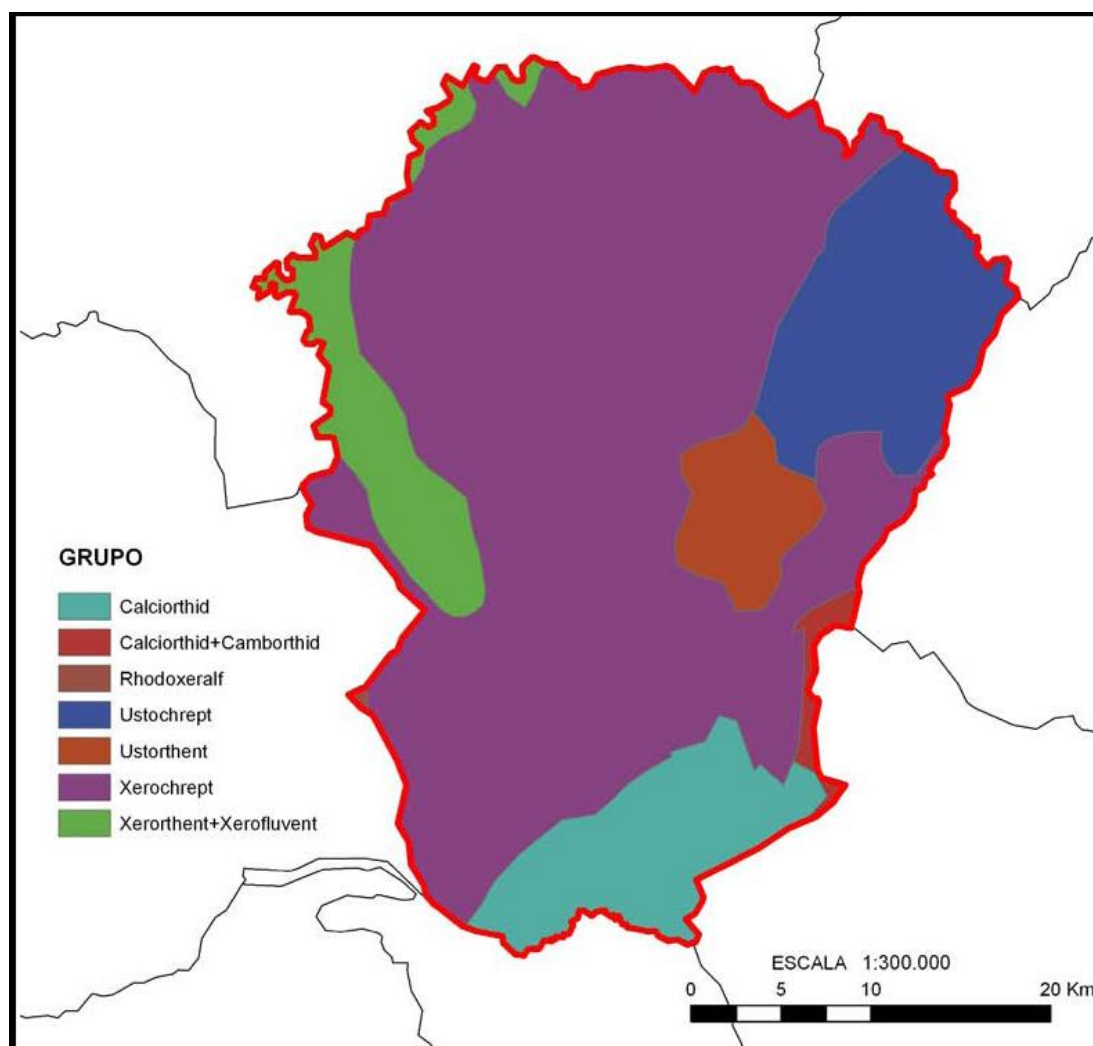 GRUPO
Calciorthid
Calciorthid+Camborthid
Rhodoxeralf
Ustochrept
Ustorthent
Xerochrept
Xerorthent+Xerofluvent
ESCALA 1:300.000
0 5 10 20 Km